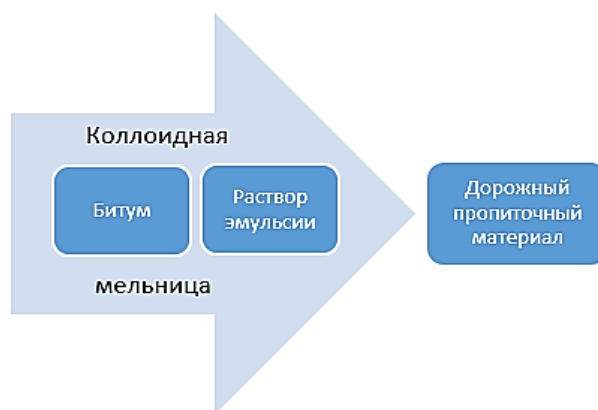 Коллоидная
Битум
Раствор
эмульсии
мельница
Дорожный
пропиточный
материал